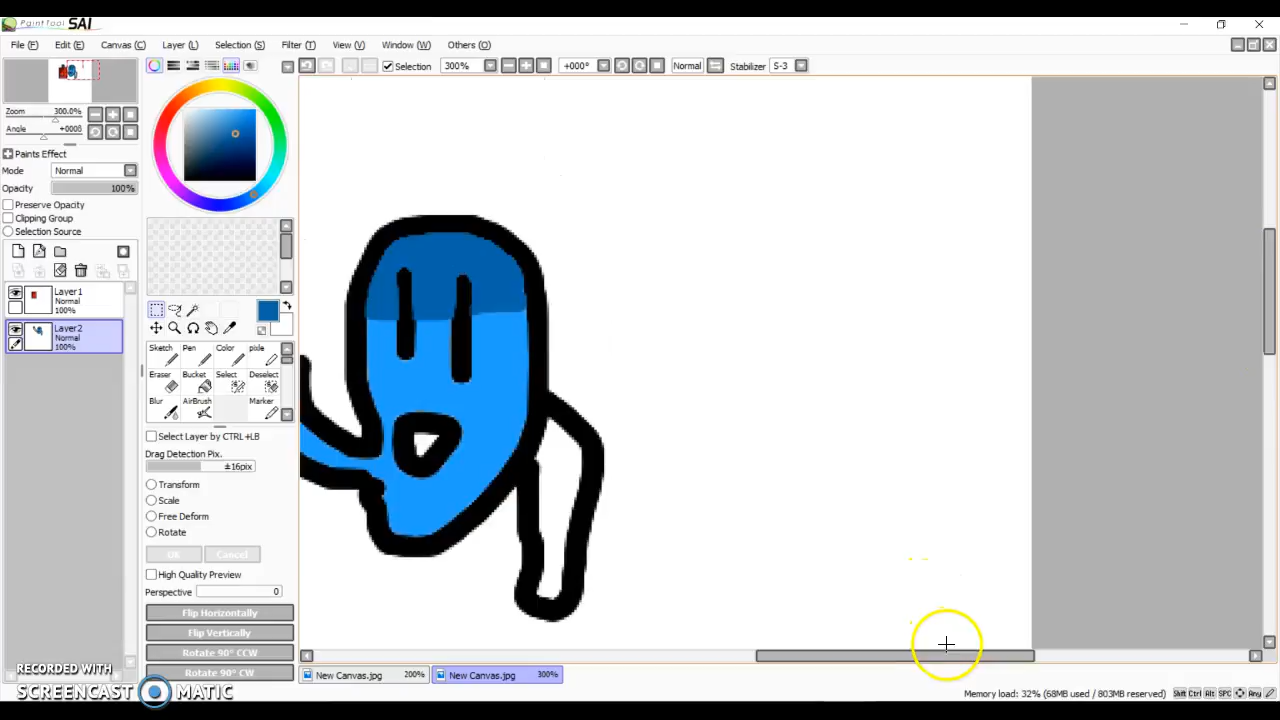 PaintTool SAI
File (F) Edit (E) Canvas (C) Layer (L) Selection (S) Filter (T) View (V) Window (W) Others (O)
Selection 300% +000° Normal Stabilizer S-3
Zoom 300.0%
Angle +000θ
Paints Effect
Mode Normal
Opacity 100%
Preserve Opacity
Clipping Group
Selection Source
Layer1
Normal
100%
Layer2
Normal
100%
Sketch Pen Color pixle
Eraser Bucket Select Deselect
Blur AirBrush Marker
Select Layer by CTRL+LB
Drag Detection Pix.
±16pix
Transform
Scale
Free Deform
Rotate
OK Cancel
High Quality Preview
Perspective 0
Flip Horizontally
Flip Vertically
Rotate 90° CCW
Rotate 90° CW
New Canvas.jpg 200% New Canvas.jpg 300%
RECORDED WITH
SCREENCAST MATIC
Memory load: 32% (68MB used / 803MB reserved) Shift Ctrl Alt SPC Any